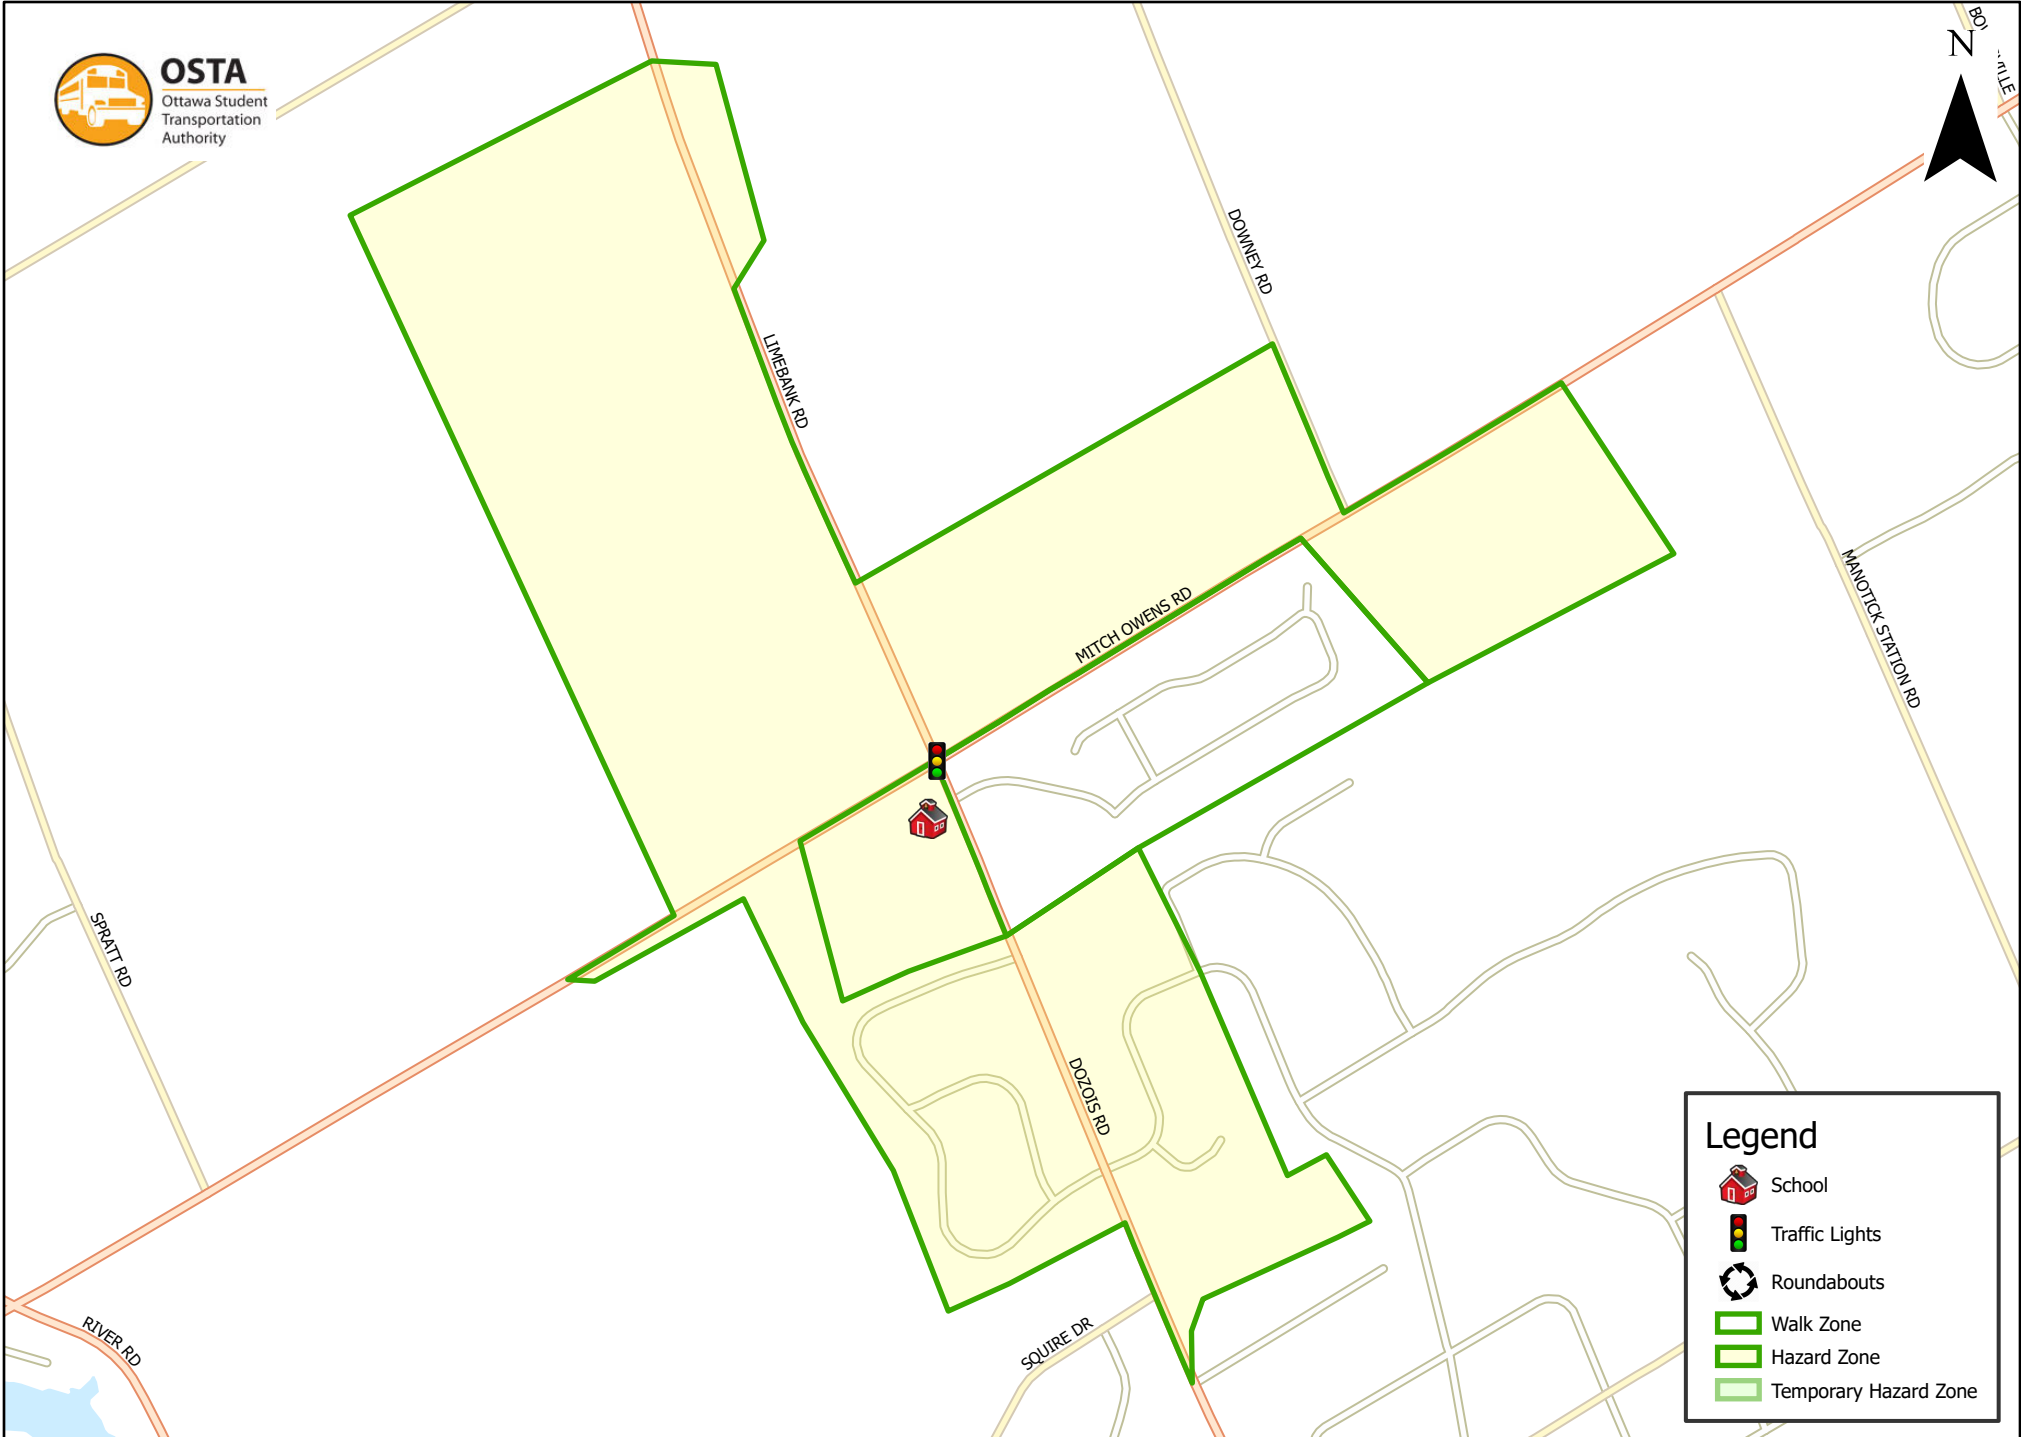 OSTA
Ottawa Student
Transportation
Authority
N
LIMEBANK RD
DOWNEY RD
MITCH OWENS RD
MANOTICK STATION RD
SPRATT RD
DOZOIS RD
SQUIRE DR
RIVER RD
Legend
School
Traffic Lights
Roundabouts
Walk Zone
Hazard Zone
Temporary Hazard Zone